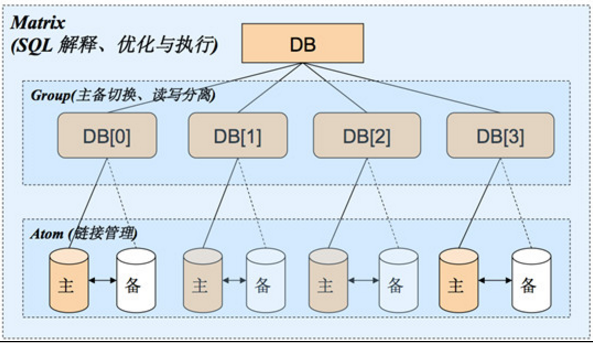 Matrix
(SQL 解释、优化与执行)
DB
Group(主备切换、读写分离)
DB[0]
DB[1]
DB[2]
DB[3]
Atom (链接管理)
主
备
主
备
主
备
主
备